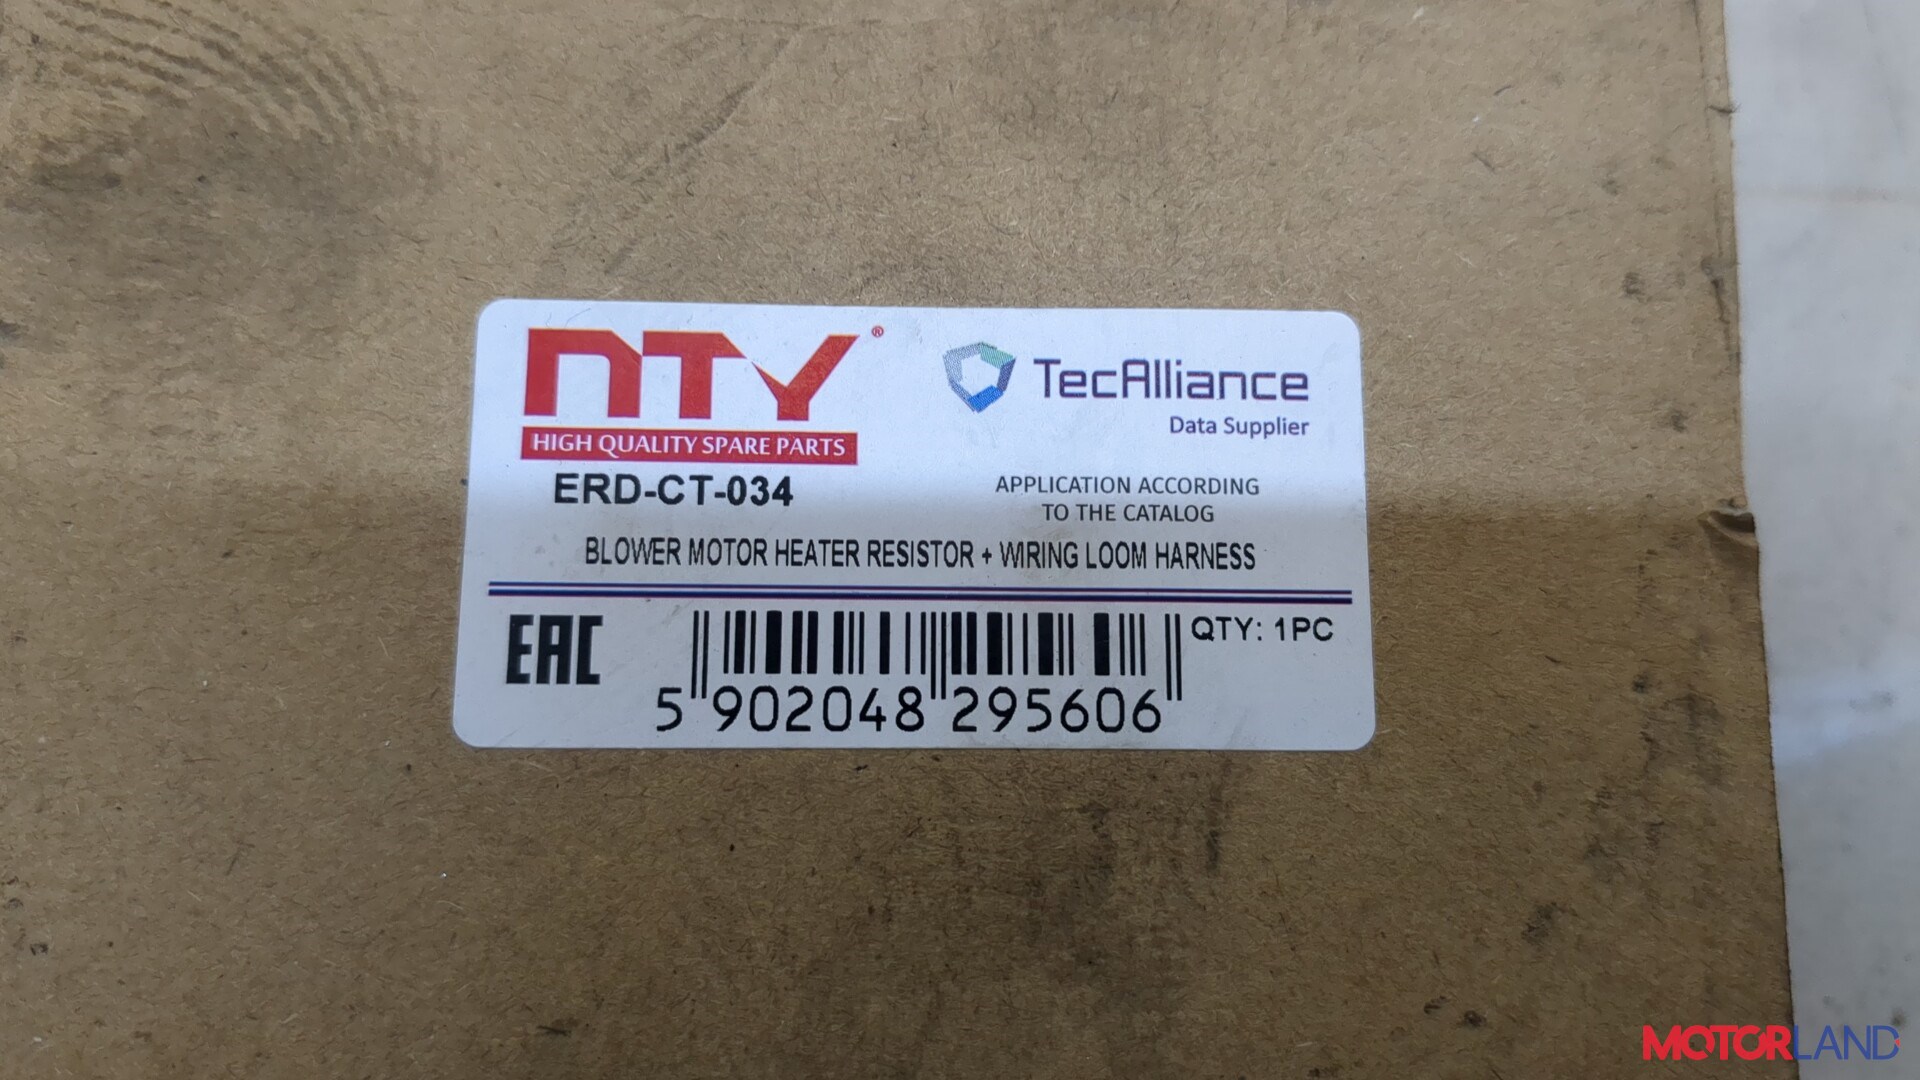 NTY®
HIGH QUALITY SPARE PARTS
TecAlliance
Data Supplier
ERD-CT-034
APPLICATION ACCORDING
TO THE CATALOG
BLOWER MOTOR HEATER RESISTOR + WIRING LOOM HARNESS
EAC
QTY: 1PC
5 902048 295606
MOTORLAND